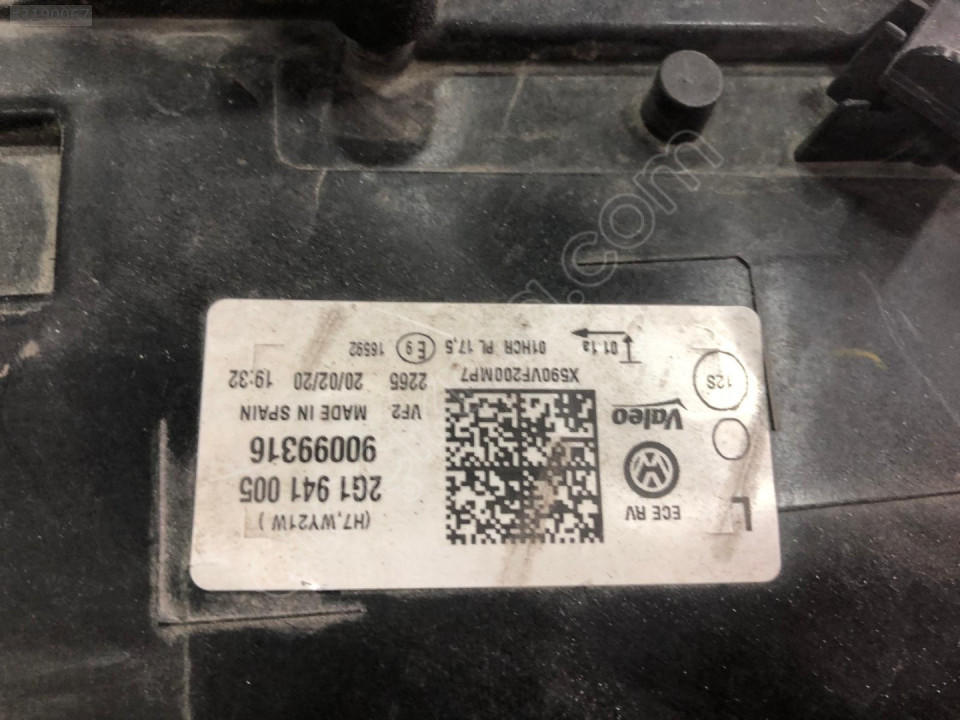 L
ECE RV
(H7,WY21W )
2G1 941 005
90099316
Valeo
VF2 MADE IN SPAIN
12S
2265 20/02/20 19:32
X590VF200MP7
01.1a 01HCR PL 17,5 E9 16592